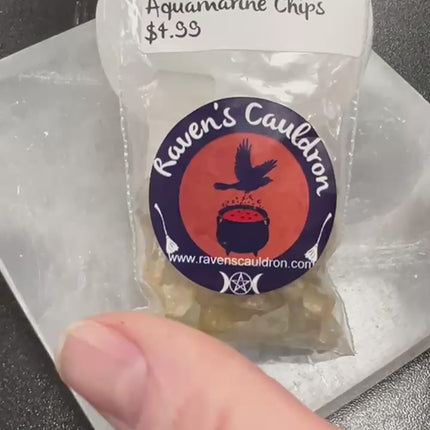 Aquamarine Chips
$4.99
Raven's Cauldron
www.ravenscauldron.com